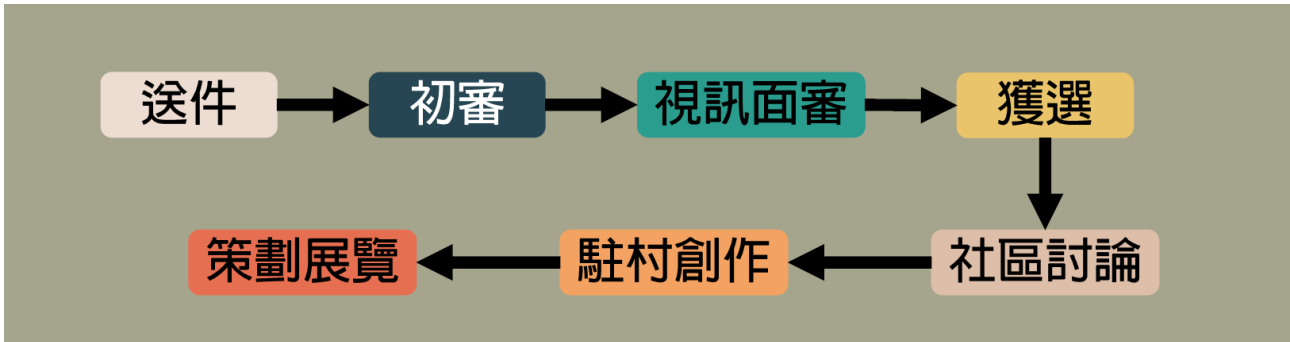 送件
初審
視訊面審
獲選
社區討論
駐村創作
策劃展覽